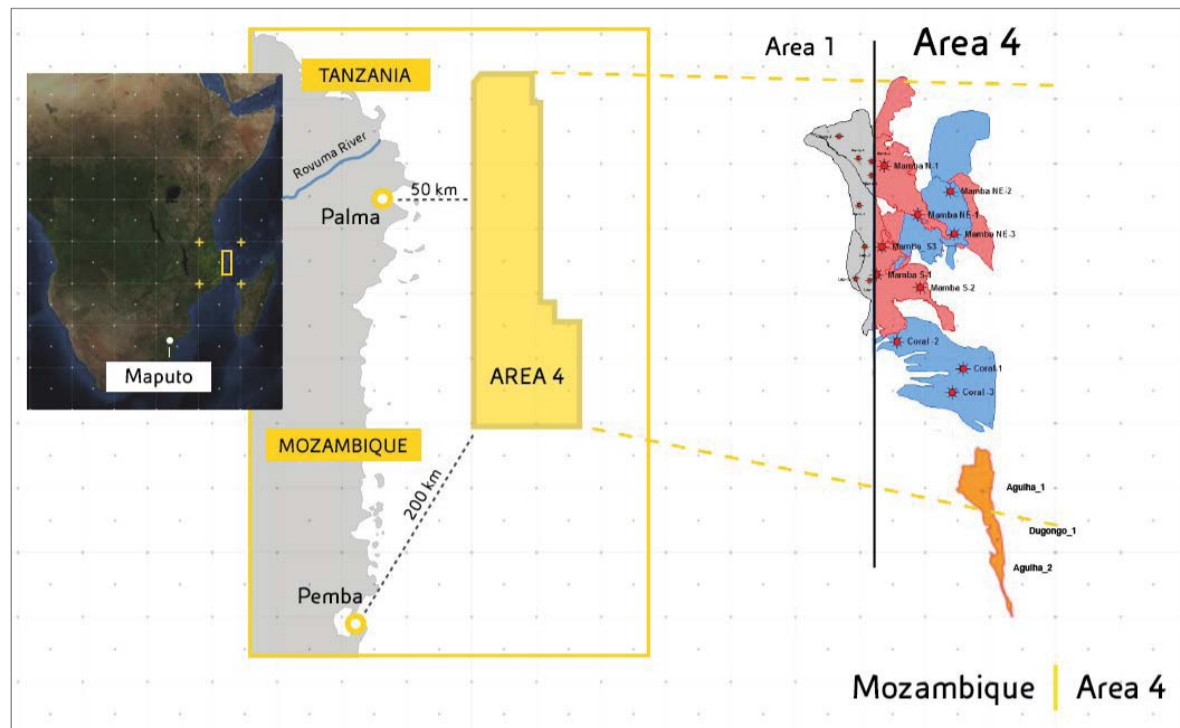 TANZANIA
Rovuma River
Palma
50 km
AREA 4
MOZAMBIQUE
200 km
Pemba
Maputo
Area 1
Area 4
Mamba N-1
Mamba NE-2
Mamba NE-1
Mamba NE-3
Mamba S3
Mamba S-1
Mamba S-2
Coral -2
Coral-1
Coral -3
Agulha_1
Dugongo_1
Agulha_2
Mozambique | Area 4